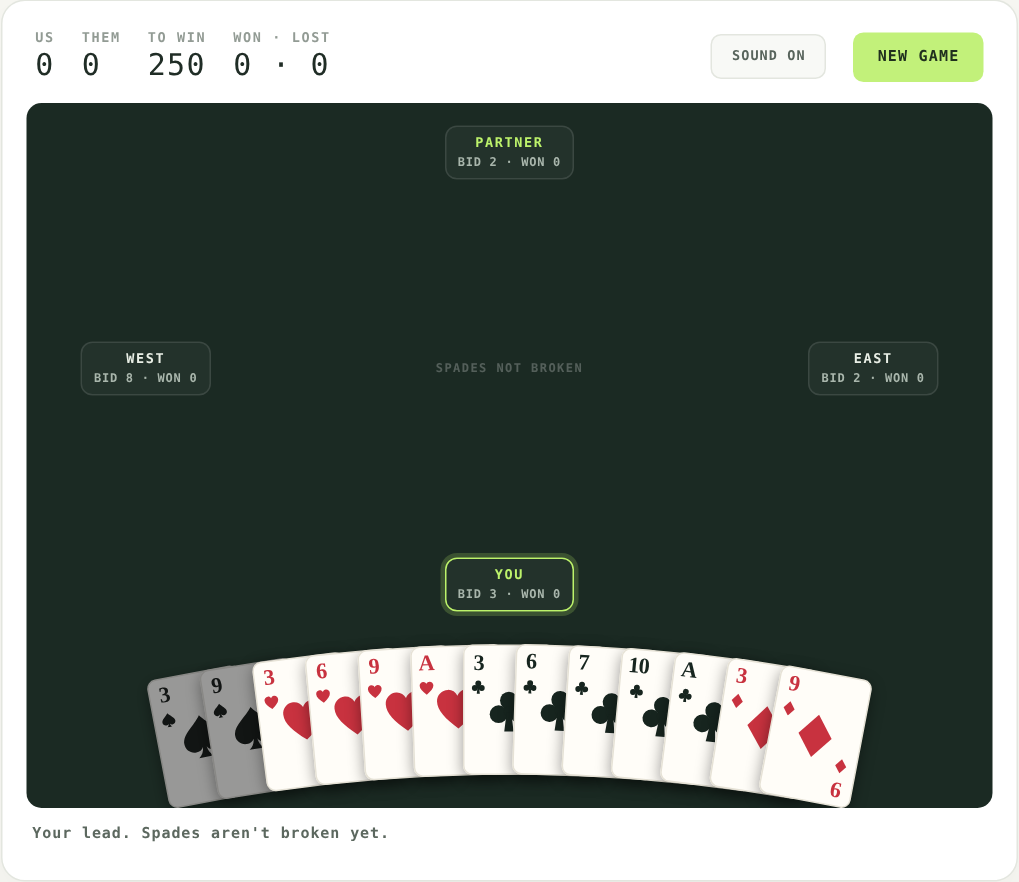 US THEM TO WIN WON · LOST
0 0 250 0 · 0
SOUND ON
NEW GAME
PARTNER
BID 2 · WON 0
WEST
BID 8 · WON 0
SPADES NOT BROKEN
EAST
BID 2 · WON 0
YOU
BID 3 · WON 0
3 9 3 6 9 A 3 6 7 10 A 3 9
9
Your lead. Spades aren't broken yet.